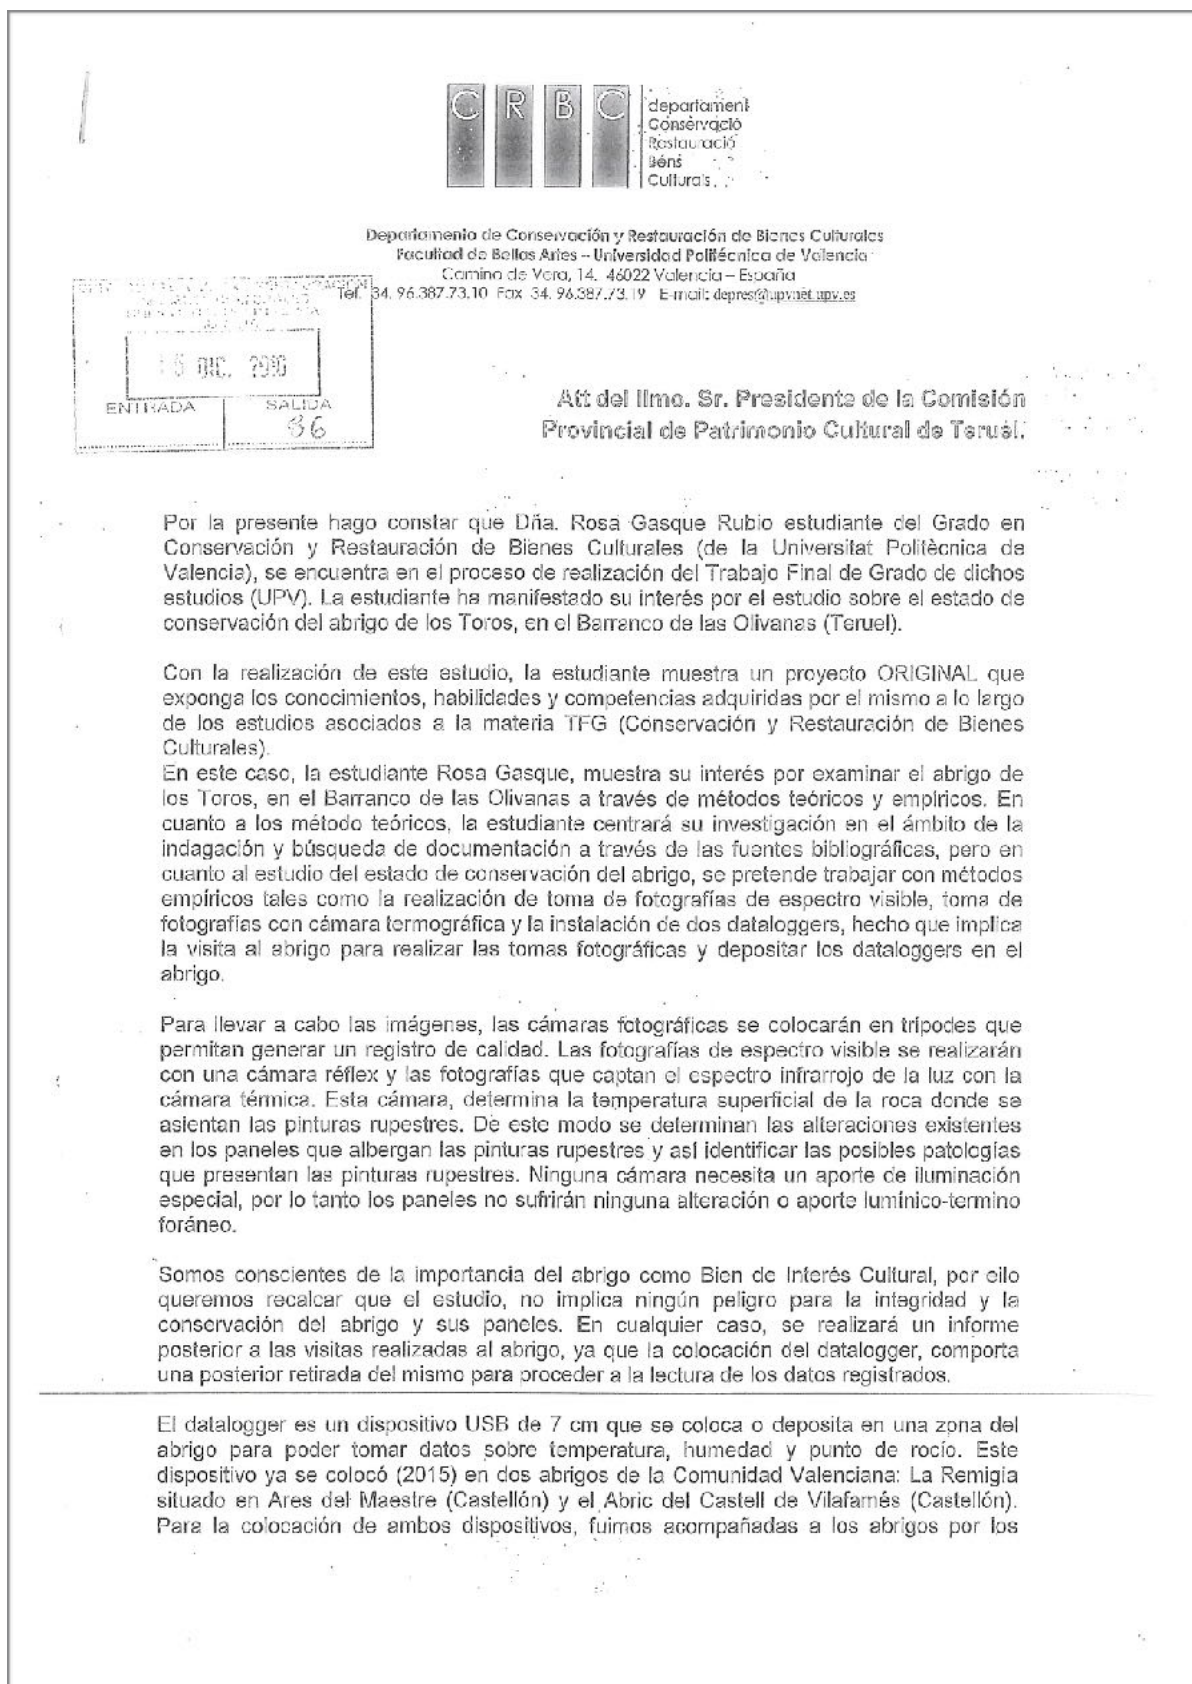 C R B C
departament
Conservació
Restauració
Béns
Culturals
Departamento de Conservación y Restauración de Bienes Culturales
Facultad de Bellas Artes – Universidad Politécnica de Valencia
Camino de Vera, 14. 46022 Valencia – España
Tef. 34. 96.387.73.10 Fax 34. 96.387.73.19 E-mail: depres@upvnet.upv.es
DIC.
ENTRADA SALIDA
86
Att del Ilmo. Sr. Presidente de la Comisión
Provincial de Patrimonio Cultural de Teruel.
Por la presente hago constar que Dña. Rosa Gasque Rubio estudiante del Grado en
Conservación y Restauración de Bienes Culturales (de la Universitat Politècnica de
Valencia), se encuentra en el proceso de realización del Trabajo Final de Grado de dichos
estudios (UPV). La estudiante ha manifestado su interés por el estudio sobre el estado de
conservación del abrigo de los Toros, en el Barranco de las Olivanas (Teruel).
Con la realización de este estudio, la estudiante muestra un proyecto ORIGINAL que
exponga los conocimientos, habilidades y competencias adquiridas por el mismo a lo largo
de los estudios asociados a la materia TFG (Conservación y Restauración de Bienes
Culturales).
En este caso, la estudiante Rosa Gasque, muestra su interés por examinar el abrigo de
los Toros, en el Barranco de las Olivanas a través de métodos teóricos y empíricos. En
cuanto a los método teóricos, la estudiante centrará su investigación en el ámbito de la
indagación y búsqueda de documentación a través de las fuentes bibliográficas, pero en
cuanto al estudio del estado de conservación del abrigo, se pretende trabajar con métodos
empíricos tales como la realización de toma de fotografías de espectro visible, toma de
fotografías con cámara termográfica y la instalación de dos dataloggers, hecho que implica
la visita al abrigo para realizar las tomas fotográficas y depositar los dataloggers en el
abrigo.
Para llevar a cabo las imágenes, las cámaras fotográficas se colocarán en trípodes que
permitan generar un registro de calidad. Las fotografías de espectro visible se realizarán
con una cámara réflex y las fotografías que captan el espectro infrarrojo de la luz con la
cámara térmica. Esta cámara, determina la temperatura superficial de la roca donde se
asientan las pinturas rupestres. De este modo se determinan las alteraciones existentes
en los paneles que albergan las pinturas rupestres y así identificar las posibles patologías
que presentan las pinturas rupestres. Ninguna cámara necesita un aporte de iluminación
especial, por lo tanto los paneles no sufrirán ninguna alteración o aporte lumínico-termino
foráneo.
Somos conscientes de la importancia del abrigo como Bien de Interés Cultural, por ello
queremos recalcar que el estudio, no implica ningún peligro para la integridad y la
conservación del abrigo y sus paneles. En cualquier caso, se realizará un informe
posterior a las visitas realizadas al abrigo, ya que la colocación del datalogger, comporta
una posterior retirada del mismo para proceder a la lectura de los datos registrados.
El datalogger es un dispositivo USB de 7 cm que se coloca o deposita en una zona del
abrigo para poder tomar datos sobre temperatura, humedad y punto de rocío. Este
dispositivo ya se colocó (2015) en dos abrigos de la Comunidad Valenciana: La Remigia
situado en Ares del Maestre (Castellón) y el Abric del Castell de Vilafamés (Castellón).
Para la colocación de ambos dispositivos, fuimos acompañadas a los abrigos por los